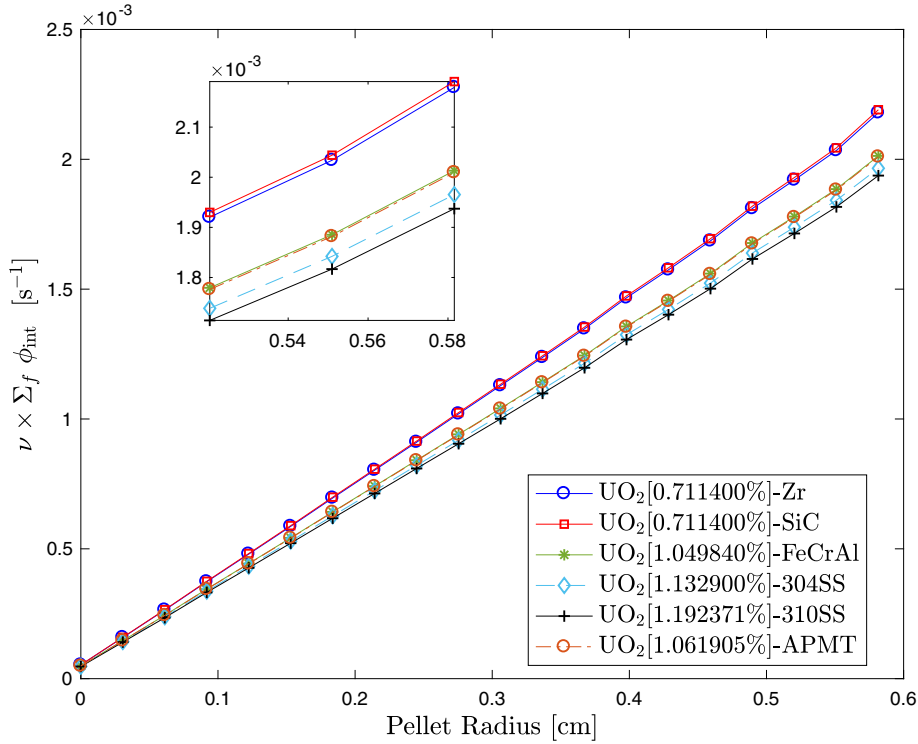 ×10⁻³
2.5
2
1.5
1
0.5
0
×10⁻³
2.1
2
1.9
1.8
0.54 0.56 0.58
ν × Σ_f ϕ_int [s⁻¹]
UO₂[0.711400%]-Zr
UO₂[0.711400%]-SiC
UO₂[1.049840%]-FeCrAl
UO₂[1.132900%]-304SS
UO₂[1.192371%]-310SS
UO₂[1.061905%]-APMT
0 0.1 0.2 0.3 0.4 0.5 0.6
Pellet Radius [cm]